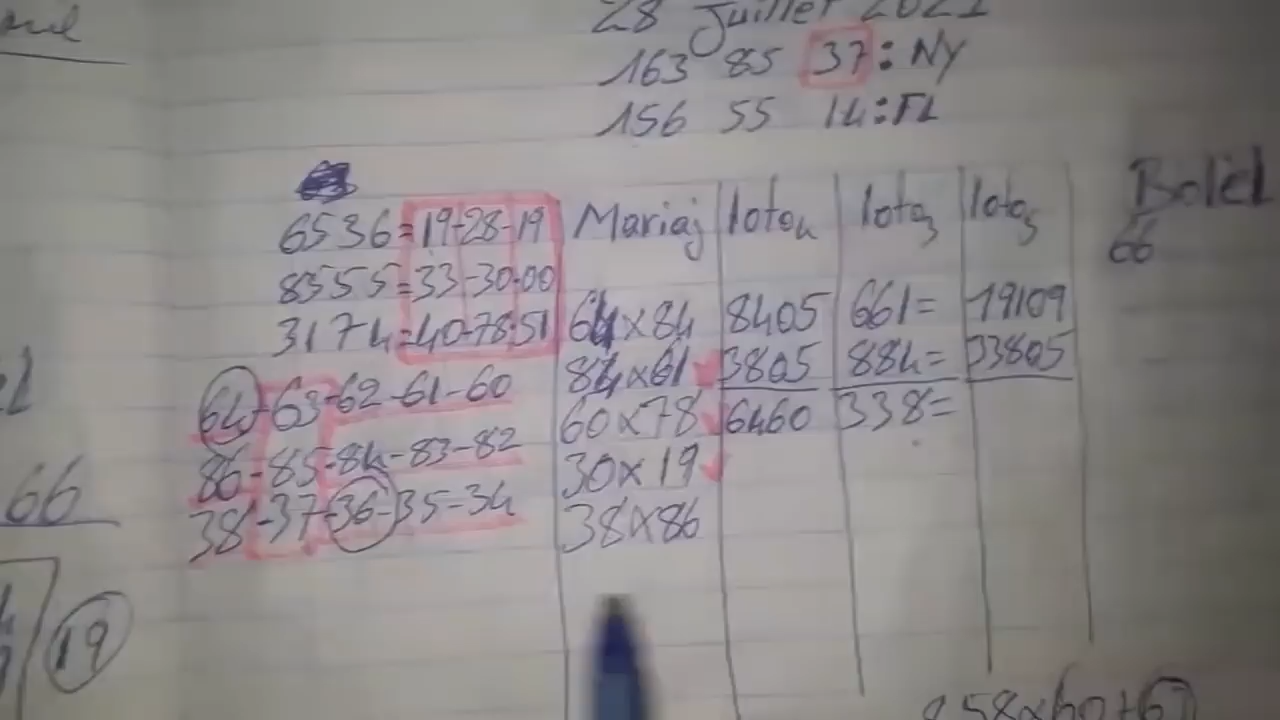 28 Juillet 2021
163 85 37: NY
156 55 14: FL
6536=19-28-19
8555=33-30-00
3174=40-78-51
64-63-62-61-60
86-85-84-83-82
38-37-36-35-34
Mariaj loto4 loto3 loto5
64x84 8405 661= 19109
84x61 3805 884= 33805
60x78 6460 338=
30x19
38x86
66
66
19